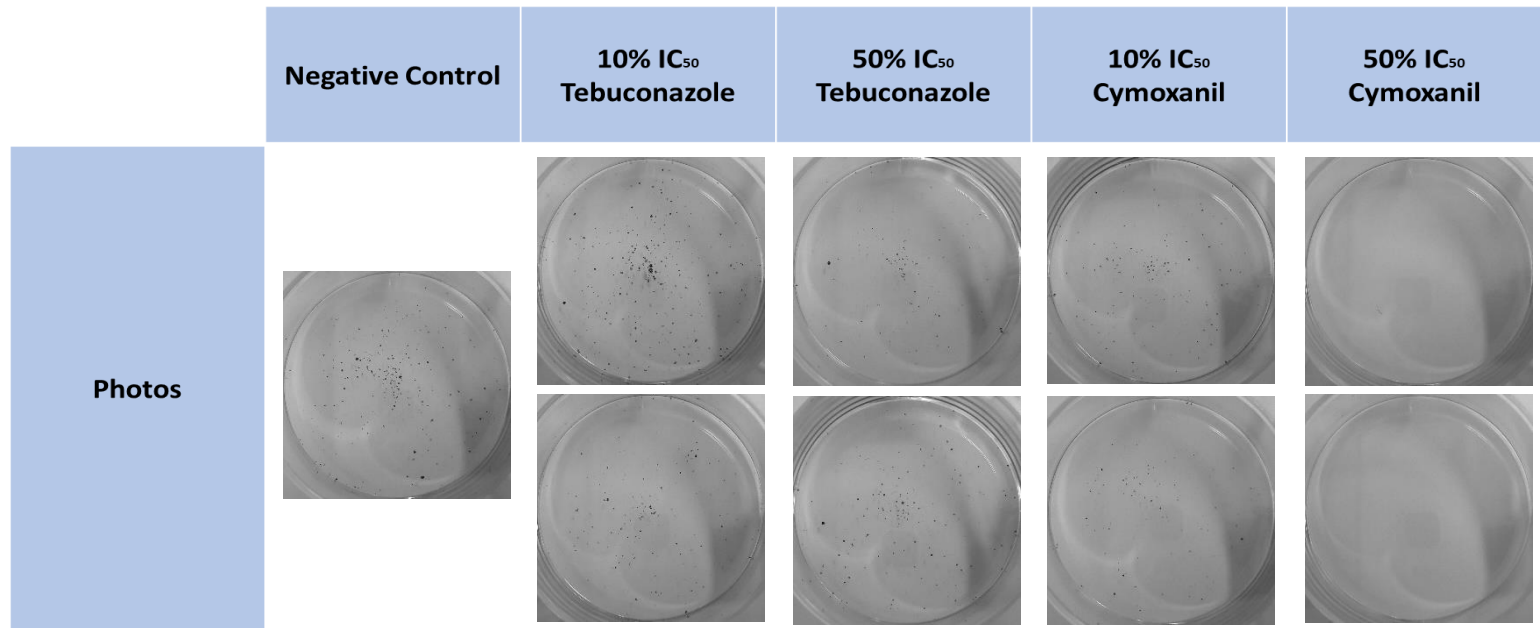 Negative Control
10% IC₅₀
Tebuconazole
50% IC₅₀
Tebuconazole
10% IC₅₀
Cymoxanil
50% IC₅₀
Cymoxanil
Photos